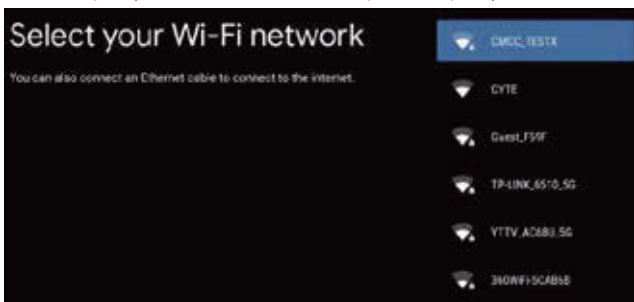 Select your Wi-Fi network
You can also connect an Ethernet cable to connect to the internet.
CMCC_TESTX
CYTE
Guest_F59F
TP-LINK_6510_5G